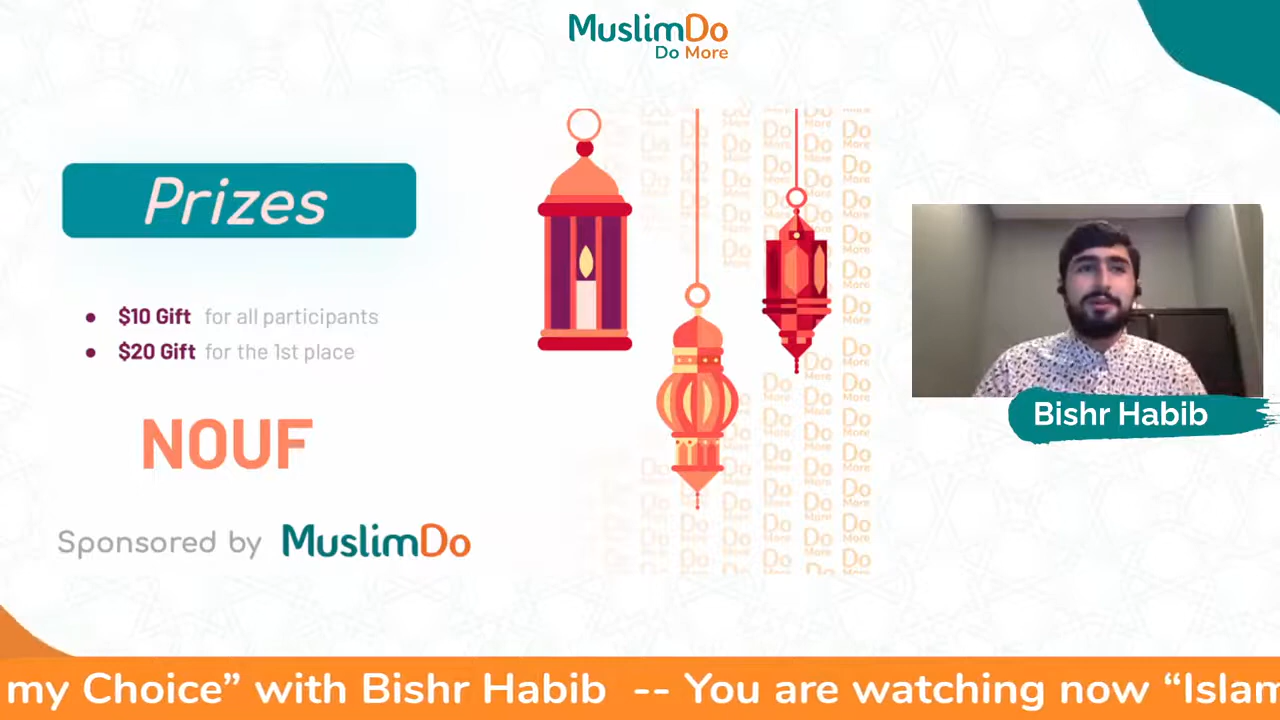 MuslimDo
Do More
Prizes
• $10 Gift for all participants
• $20 Gift for the 1st place
NOUF
Sponsored by MuslimDo
Bishr Habib
my Choice” with Bishr Habib -- You are watching now “Islam